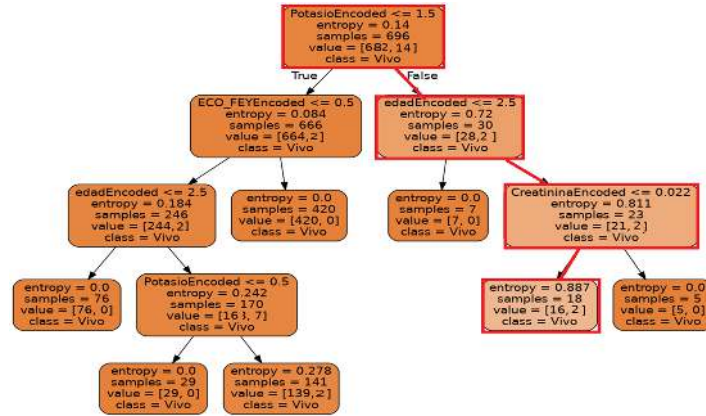 PotasioEncoded <= 1.5
entropy = 0.14
samples = 696
value = [682, 14]
class = Vivo
True
False
ECO_FEYEncoded <= 0.5
entropy = 0.084
samples = 666
value = [664,2]
class = Vivo
edadEncoded <= 2.5
entropy = 0.72
samples = 30
value = [28,2 ]
class = Vivo
edadEncoded <= 2.5
entropy = 0.184
samples = 246
value = [244,2]
class = Vivo
entropy = 0.0
samples = 420
value = [420, 0]
class = Vivo
entropy = 0.0
samples = 7
value = [7, 0]
class = Vivo
CreatininaEncoded <= 0.022
entropy = 0.811
samples = 23
value = [21, 2]
class = Vivo
entropy = 0.0
samples = 76
value = [76, 0]
class = Vivo
PotasioEncoded <= 0.5
entropy = 0.242
samples = 170
value = [163, 7]
class = Vivo
entropy = 0.887
samples = 18
value = [16,2 ]
class = Vivo
entropy = 0.0
samples = 5
value = [5, 0]
class = Vivo
entropy = 0.0
samples = 29
value = [29, 0]
class = Vivo
entropy = 0.278
samples = 141
value = [139,2]
class = Vivo